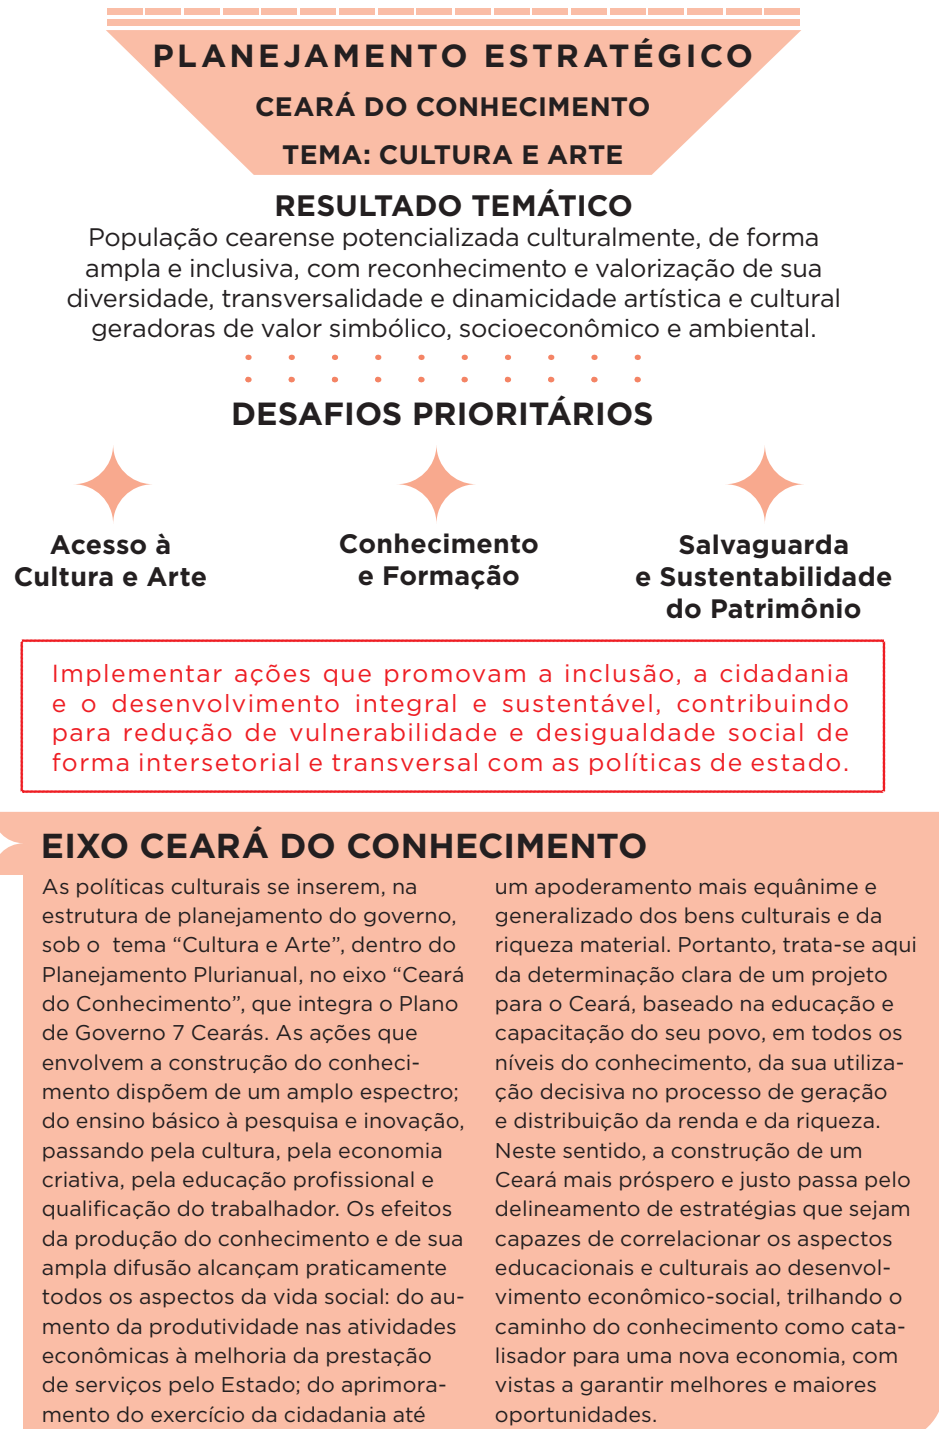 PLANEJAMENTO ESTRATÉGICO
CEARÁ DO CONHECIMENTO
TEMA: CULTURA E ARTE
RESULTADO TEMÁTICO
População cearense potencializada culturalmente, de forma
ampla e inclusiva, com reconhecimento e valorização de sua
diversidade, transversalidade e dinamicidade artística e cultural
geradoras de valor simbólico, socioeconômico e ambiental.
DESAFIOS PRIORITÁRIOS
Acesso à
Cultura e Arte
Conhecimento
e Formação
Salvaguarda
e Sustentabilidade
do Patrimônio
Implementar ações que promovam a inclusão, a cidadania
e o desenvolvimento integral e sustentável, contribuindo
para redução de vulnerabilidade e desigualdade social de
forma intersetorial e transversal com as políticas de estado.
EIXO CEARÁ DO CONHECIMENTO
As políticas culturais se inserem, na
estrutura de planejamento do governo,
sob o tema “Cultura e Arte”, dentro do
Planejamento Plurianual, no eixo “Ceará
do Conhecimento”, que integra o Plano
de Governo 7 Cearás. As ações que
envolvem a construção do conheci-
mento dispõem de um amplo espectro;
do ensino básico à pesquisa e inovação,
passando pela cultura, pela economia
criativa, pela educação profissional e
qualificação do trabalhador. Os efeitos
da produção do conhecimento e de sua
ampla difusão alcançam praticamente
todos os aspectos da vida social: do au-
mento da produtividade nas atividades
econômicas à melhoria da prestação
de serviços pelo Estado; do aprimora-
mento do exercício da cidadania até
um apoderamento mais equânime e
generalizado dos bens culturais e da
riqueza material. Portanto, trata-se aqui
da determinação clara de um projeto
para o Ceará, baseado na educação e
capacitação do seu povo, em todos os
níveis do conhecimento, da sua utiliza-
ção decisiva no processo de geração
e distribuição da renda e da riqueza.
Neste sentido, a construção de um
Ceará mais próspero e justo passa pelo
delineamento de estratégias que sejam
capazes de correlacionar os aspectos
educacionais e culturais ao desenvol-
vimento econômico-social, trilhando o
caminho do conhecimento como cata-
lisador para uma nova economia, com
vistas a garantir melhores e maiores
oportunidades.